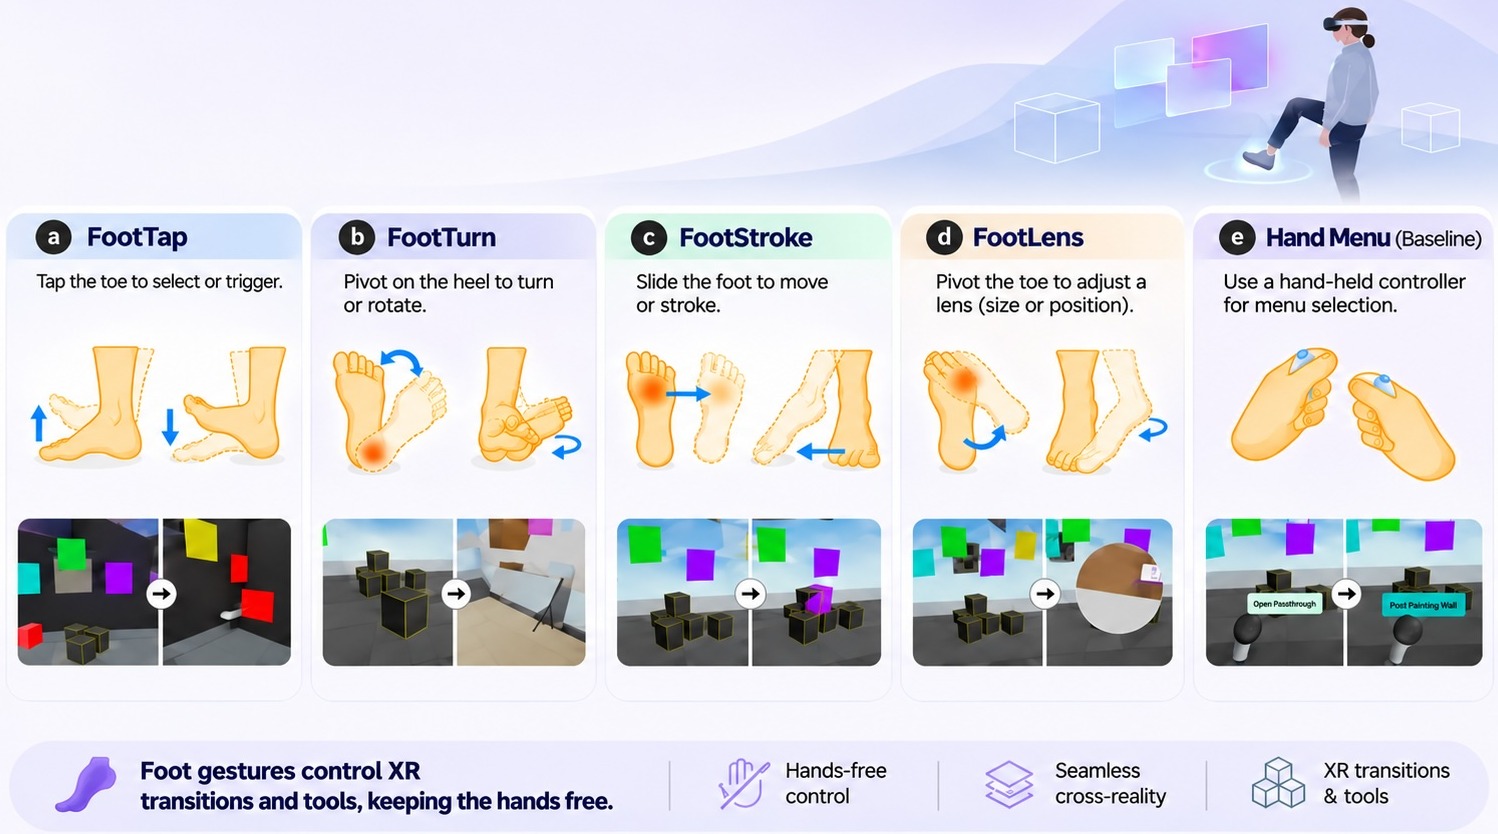 a FootTap
Tap the toe to select or trigger.
b FootTurn
Pivot on the heel to turn
or rotate.
c FootStroke
Slide the foot to move
or stroke.
d FootLens
Pivot the toe to adjust a
lens (size or position).
e Hand Menu (Baseline)
Use a hand-held controller
for menu selection.
Open Passthrough
Post Painting Wall
Foot gestures control XR
transitions and tools, keeping the hands free.
Hands-free
control
Seamless
cross-reality
XR transitions
& tools